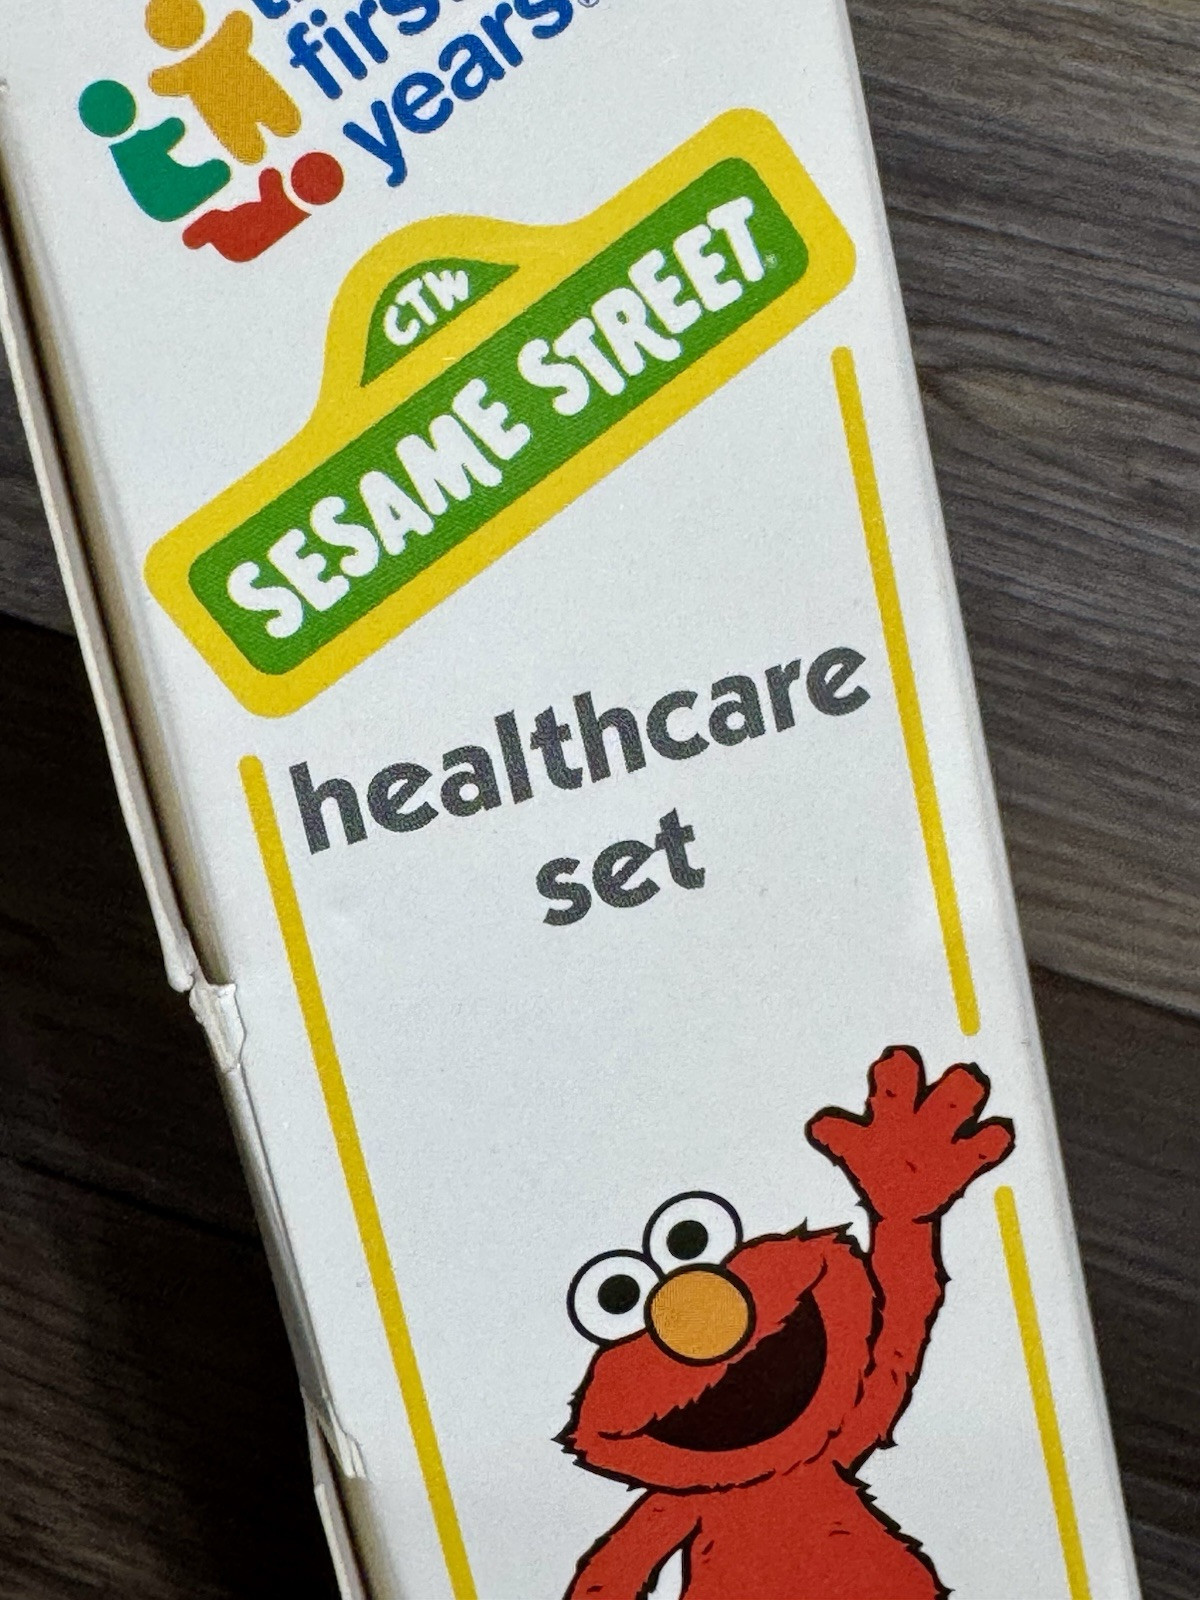 first
years®
CTW
SESAME STREET®
healthcare
set